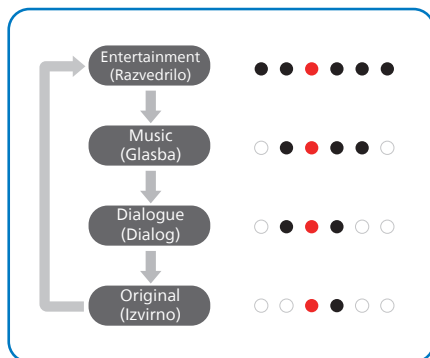 Entertainment
(Razvedrilo)
Music
(Glasba)
Dialogue
(Dialog)
Original
(Izvirno)